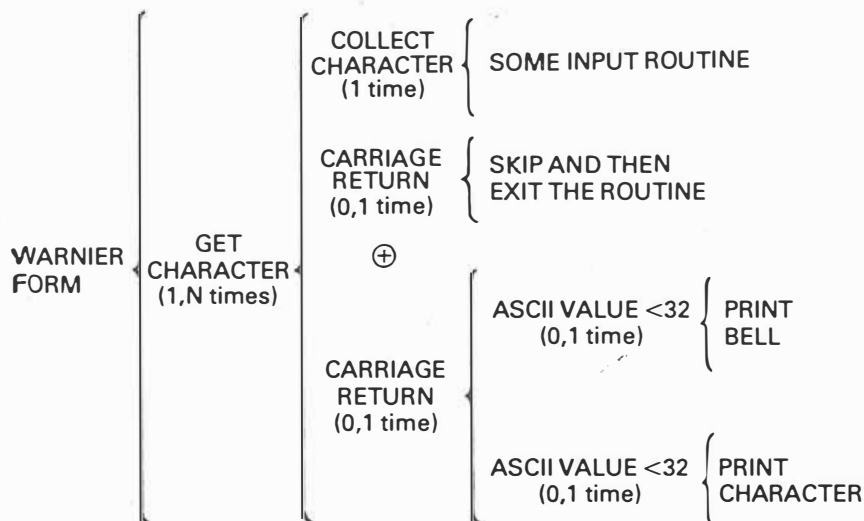 WARNIER
FORM
GET
CHARACTER
(1,N times)
COLLECT
CHARACTER
(1 time)
SOME INPUT ROUTINE
CARRIAGE
RETURN
(0,1 time)
SKIP AND THEN
EXIT THE ROUTINE
⊕
CARRIAGE
RETURN
(0,1 time)
ASCII VALUE <32
(0,1 time)
PRINT
BELL
ASCII VALUE <32
(0,1 time)
PRINT
CHARACTER